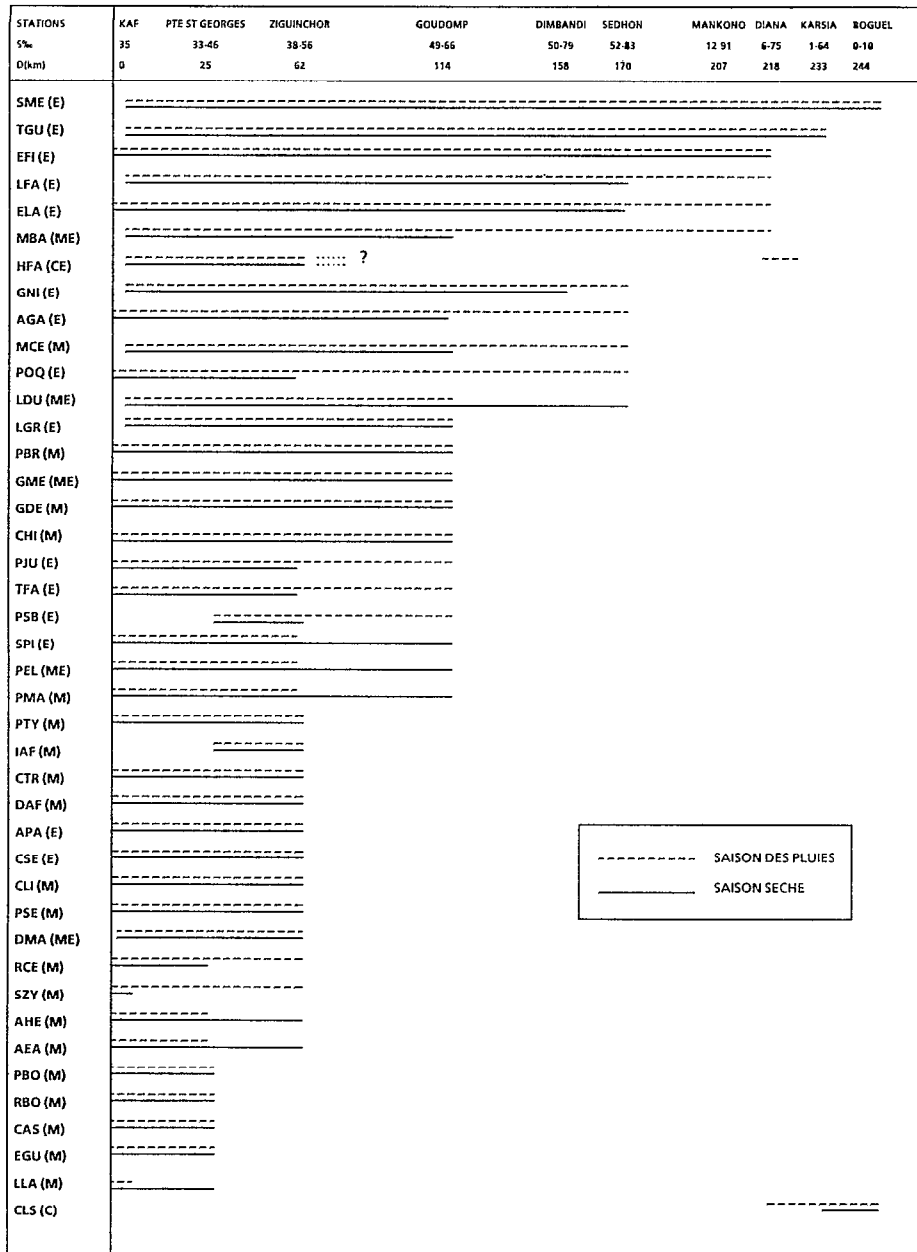 STATIONS KAF PTE ST GEORGES ZIGUINCHOR GOUDOMP DIMBANDI SEDHON MANKONO DIANA KARSIA BOGUEL
S‰ 35 33-46 38-56 49-66 50-79 52-83 12 91 6-75 1-64 0-10
D(km) 0 25 62 114 158 170 207 218 233 244
SME (E)
TGU (E)
EFI (E)
LFA (E)
ELA (E)
MBA (ME)
HFA (CE) ?
GNI (E)
AGA (E)
MCE (M)
POQ (E)
LDU (ME)
LGR (E)
PBR (M)
GME (ME)
GDE (M)
CHI (M)
PJU (E)
TFA (E)
PSB (E)
SPI (E)
PEL (ME)
PMA (M)
PTY (M)
IAF (M)
CTR (M)
DAF (M)
APA (E)
CSE (E)
CLI (M)
PSE (M)
DMA (ME)
RCE (M)
SZY (M)
AHE (M)
AEA (M)
PBO (M)
RBO (M)
CAS (M)
EGU (M)
LLA (M)
CLS (C)
SAISON DES PLUIES
SAISON SECHE